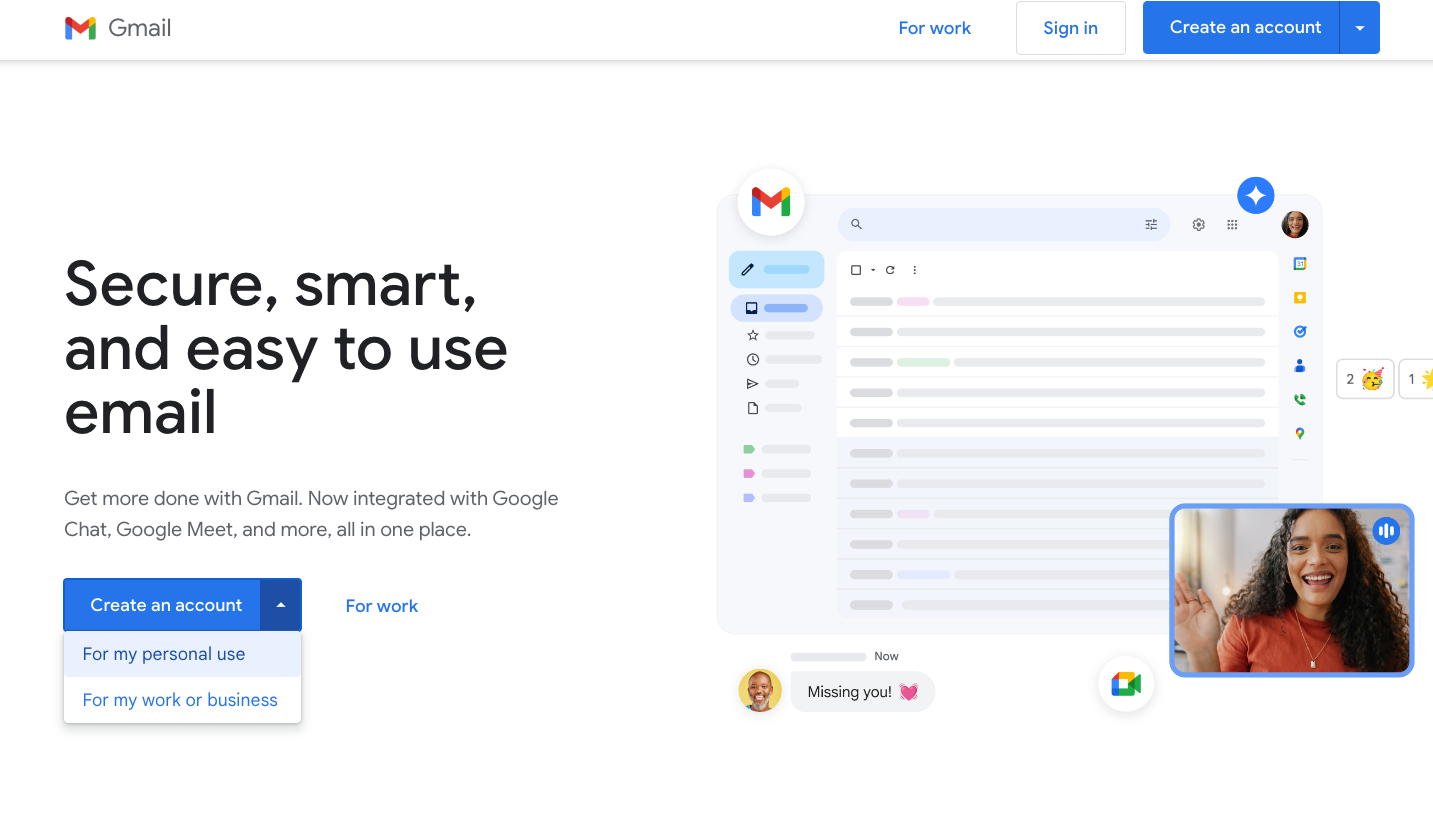 Gmail
For work
Sign in
Create an account
Secure, smart,
and easy to use
email
Get more done with Gmail. Now integrated with Google
Chat, Google Meet, and more, all in one place.
Create an account
For work
For my personal use
For my work or business
31
2 🥳
1 🌟
Now
Missing you! 💓